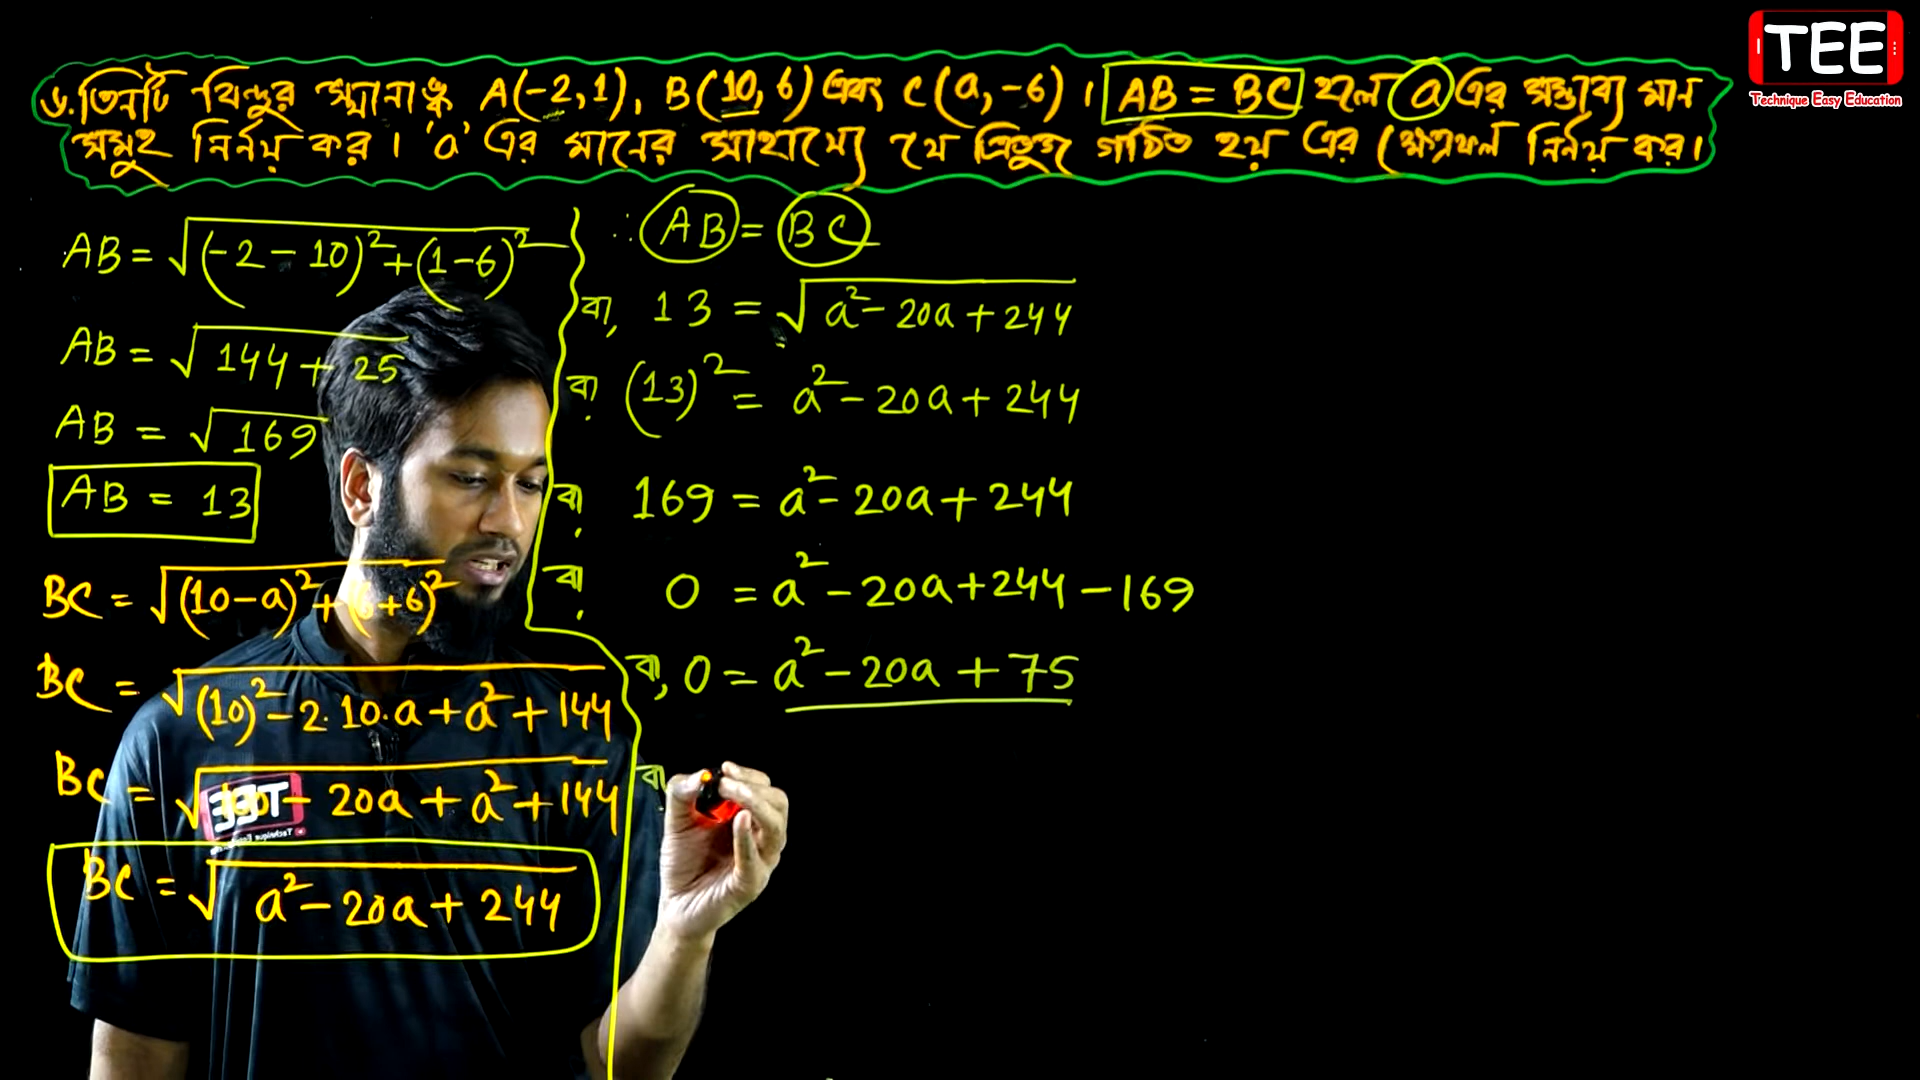 ৬. তিনটি বিন্দুর স্থানাঙ্ক A(-2,1), B(10,6) এবং C(a,-6) । AB = BC হলে a এর সম্ভাব্য মান
সমূহ নির্নয় কর। 'a' এর মানের সাহায্যে যে ত্রিভুজ গঠিত হয় এর ক্ষেত্রফল নির্নয় কর।
TEE
Technique Easy Education
AB = √(-2-10)²+(1-6)²
AB = √144+25
AB = √169
AB = 13
BC = √(10-a)²+(6+6)²
BC = √(10)²-2.10.a+a²+144
BC = √100-20a+a²+144
BC = √a²-20a+244
∴ AB = BC
বা, 13 = √a²-20a+244
বা, (13)² = a²-20a+244
বা, 169 = a²-20a+244
বা, 0 = a²-20a+244-169
বা, 0 = a²-20a+75
বা,
TEE